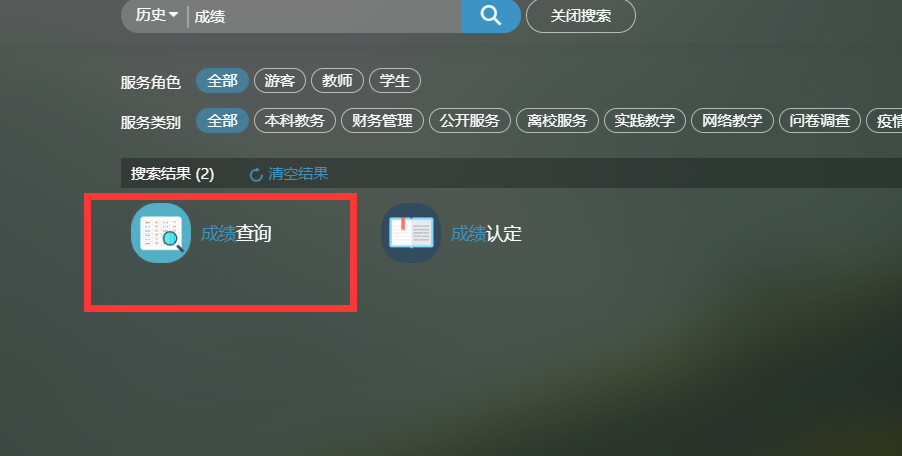 历史 成绩 关闭搜索
服务角色 全部 游客 教师 学生
服务类别 全部 本科教务 财务管理 公开服务 离校服务 实践教学 网络教学 问卷调查 疫情
搜索结果 (2) 清空结果
成绩查询 成绩认定